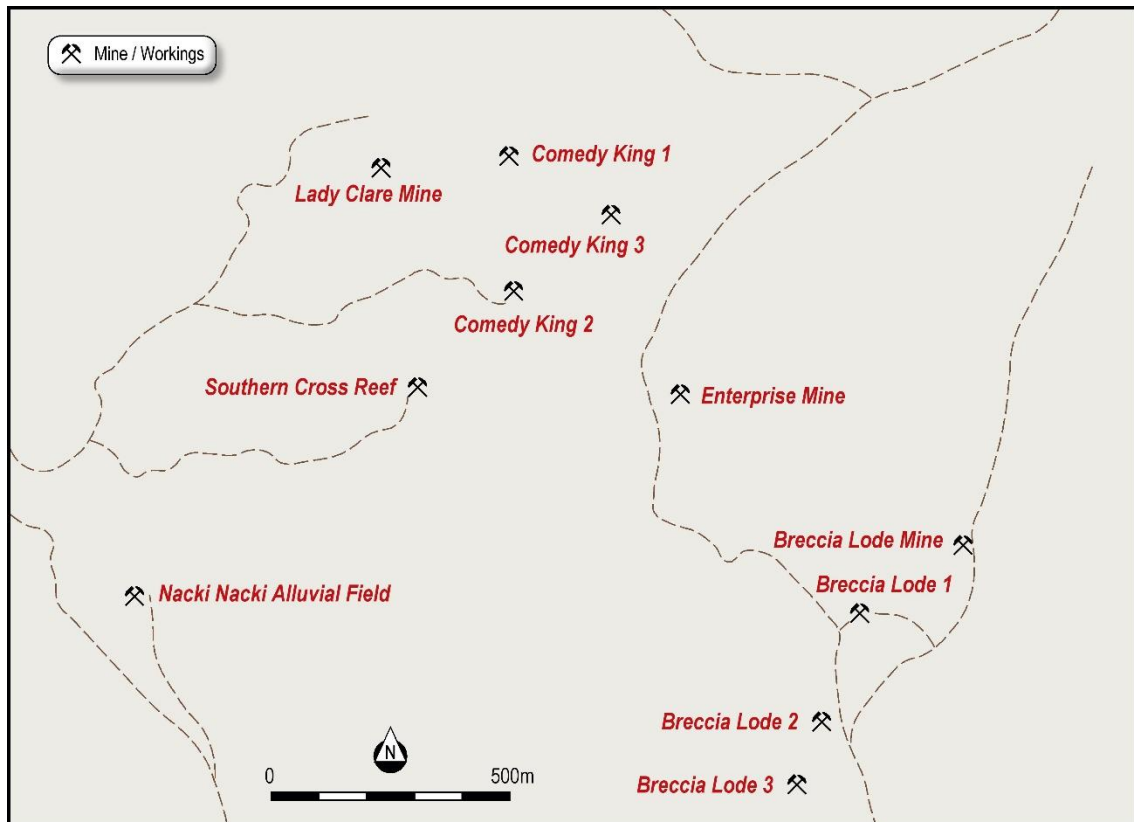 Mine / Workings
Comedy King 1
Lady Clare Mine
Comedy King 3
Comedy King 2
Southern Cross Reef
Enterprise Mine
Breccia Lode Mine
Breccia Lode 1
Nacki Nacki Alluvial Field
Breccia Lode 2
N
0 500m
Breccia Lode 3